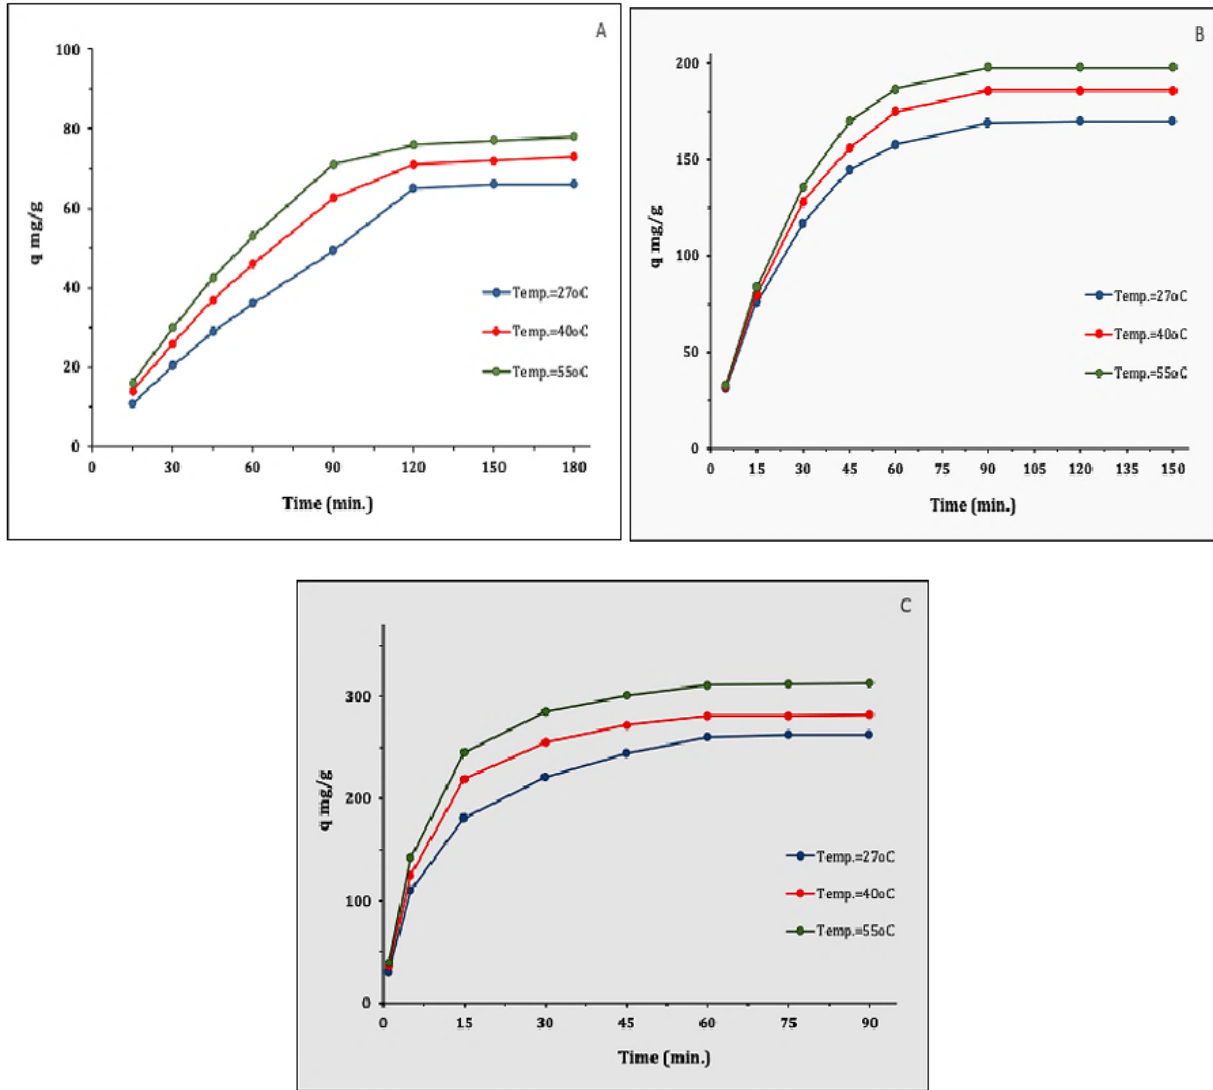 A
100
80
60
40
20
0
q mg/g
0 30 60 90 120 150 180
Time (min.)
Temp.=27oC
Temp.=40oC
Temp.=55oC
B
200
150
100
50
0
q mg/g
0 15 30 45 60 75 90 105 120 135 150
Time (min.)
Temp.=27oC
Temp.=40oC
Temp.=55oC
C
300
200
100
0
q mg/g
0 15 30 45 60 75 90
Time (min.)
Temp.=27oC
Temp.=40oC
Temp.=55oC